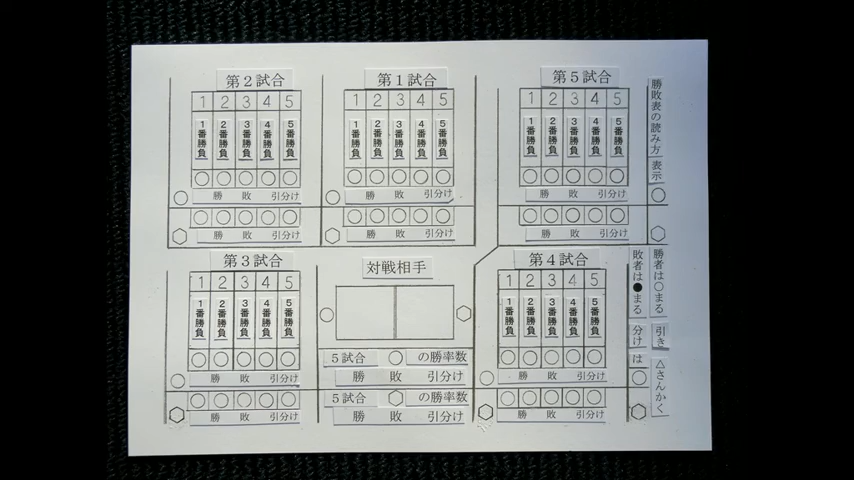 第2試合
1 2 3 4 5
1番勝負 2番勝負 3番勝負 4番勝負 5番勝負
○ ○ ○ ○ ○
○ 勝 敗 引分け
○ ○ ○ ○ ○
⬡ 勝 敗 引分け
第1試合
1 2 3 4 5
1番勝負 2番勝負 3番勝負 4番勝負 5番勝負
○ ○ ○ ○ ○
○ 勝 敗 引分け
○ ○ ○ ○ ○
⬡ 勝 敗 引分け
第5試合
1 2 3 4 5
1番勝負 2番勝負 3番勝負 4番勝負 5番勝負
○ ○ ○ ○ ○
勝 敗 引分け
○ ○ ○ ○ ○
勝 敗 引分け
勝敗表の読み方 表示 ○ ⬡
勝者は○まる 引き △さんかく
敗者は●まる 分け は ○ ⬡
第3試合
1 2 3 4 5
1番勝負 2番勝負 3番勝負 4番勝負 5番勝負
○ ○ ○ ○ ○
○ 勝 敗 引分け
○ ○ ○ ○ ○
⬡ 勝 敗 引分け
対戦相手
○ ⬡
5試合 ○ の勝率数
勝 敗 引分け
5試合 ⬡ の勝率数
勝 敗 引分け
第4試合
1 2 3 4 5
1番勝負 2番勝負 3番勝負 4番勝負 5番勝負
○ ○ ○ ○ ○
○ 勝 敗 引分け
○ ○ ○ ○ ○
⬡ 勝 敗 引分け